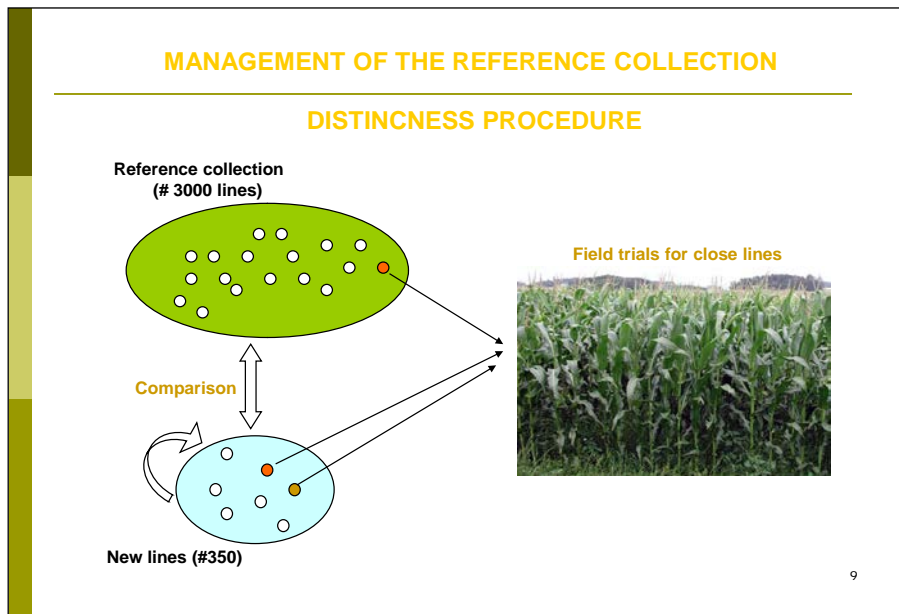 MANAGEMENT OF THE REFERENCE COLLECTION
DISTINCNESS PROCEDURE
Reference collection
(# 3000 lines)
Field trials for close lines
Comparison
New lines (#350)
9